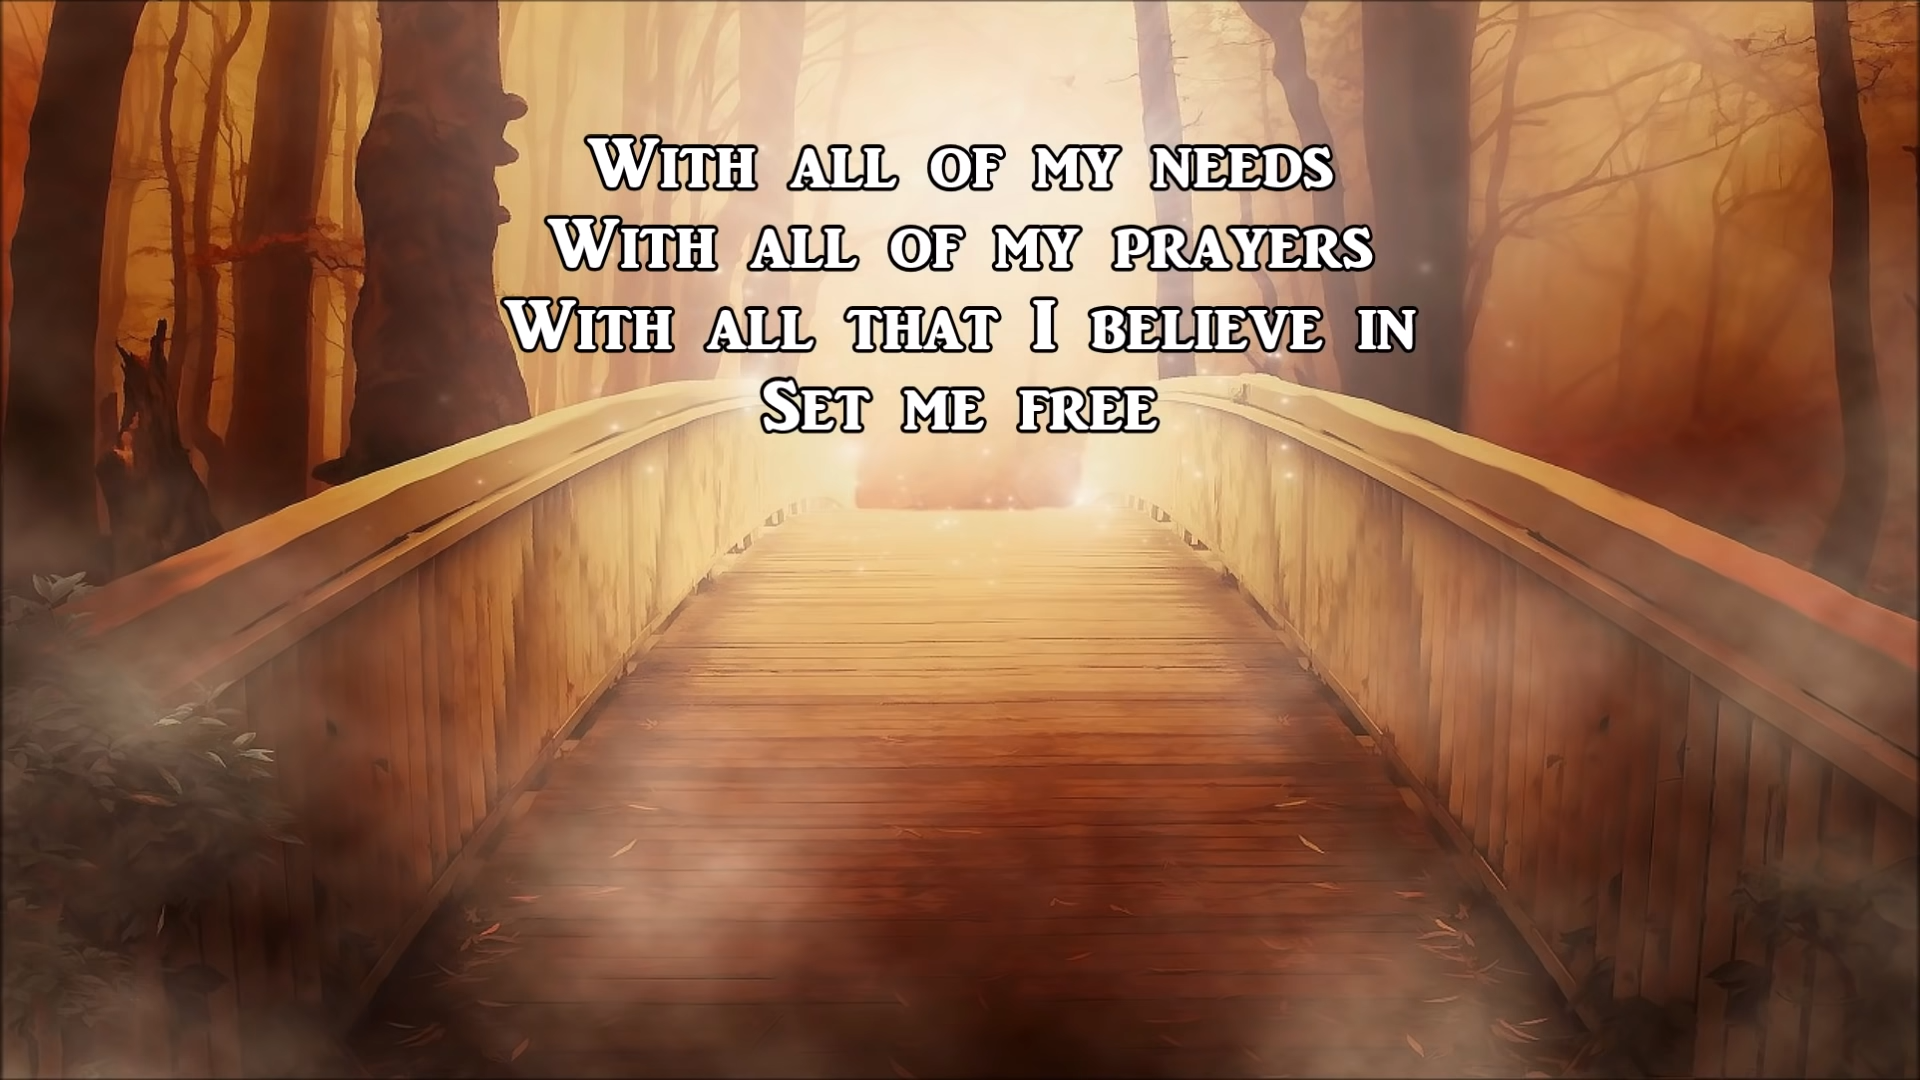 With all of my needs
With all of my prayers
With all that I believe in
Set me free